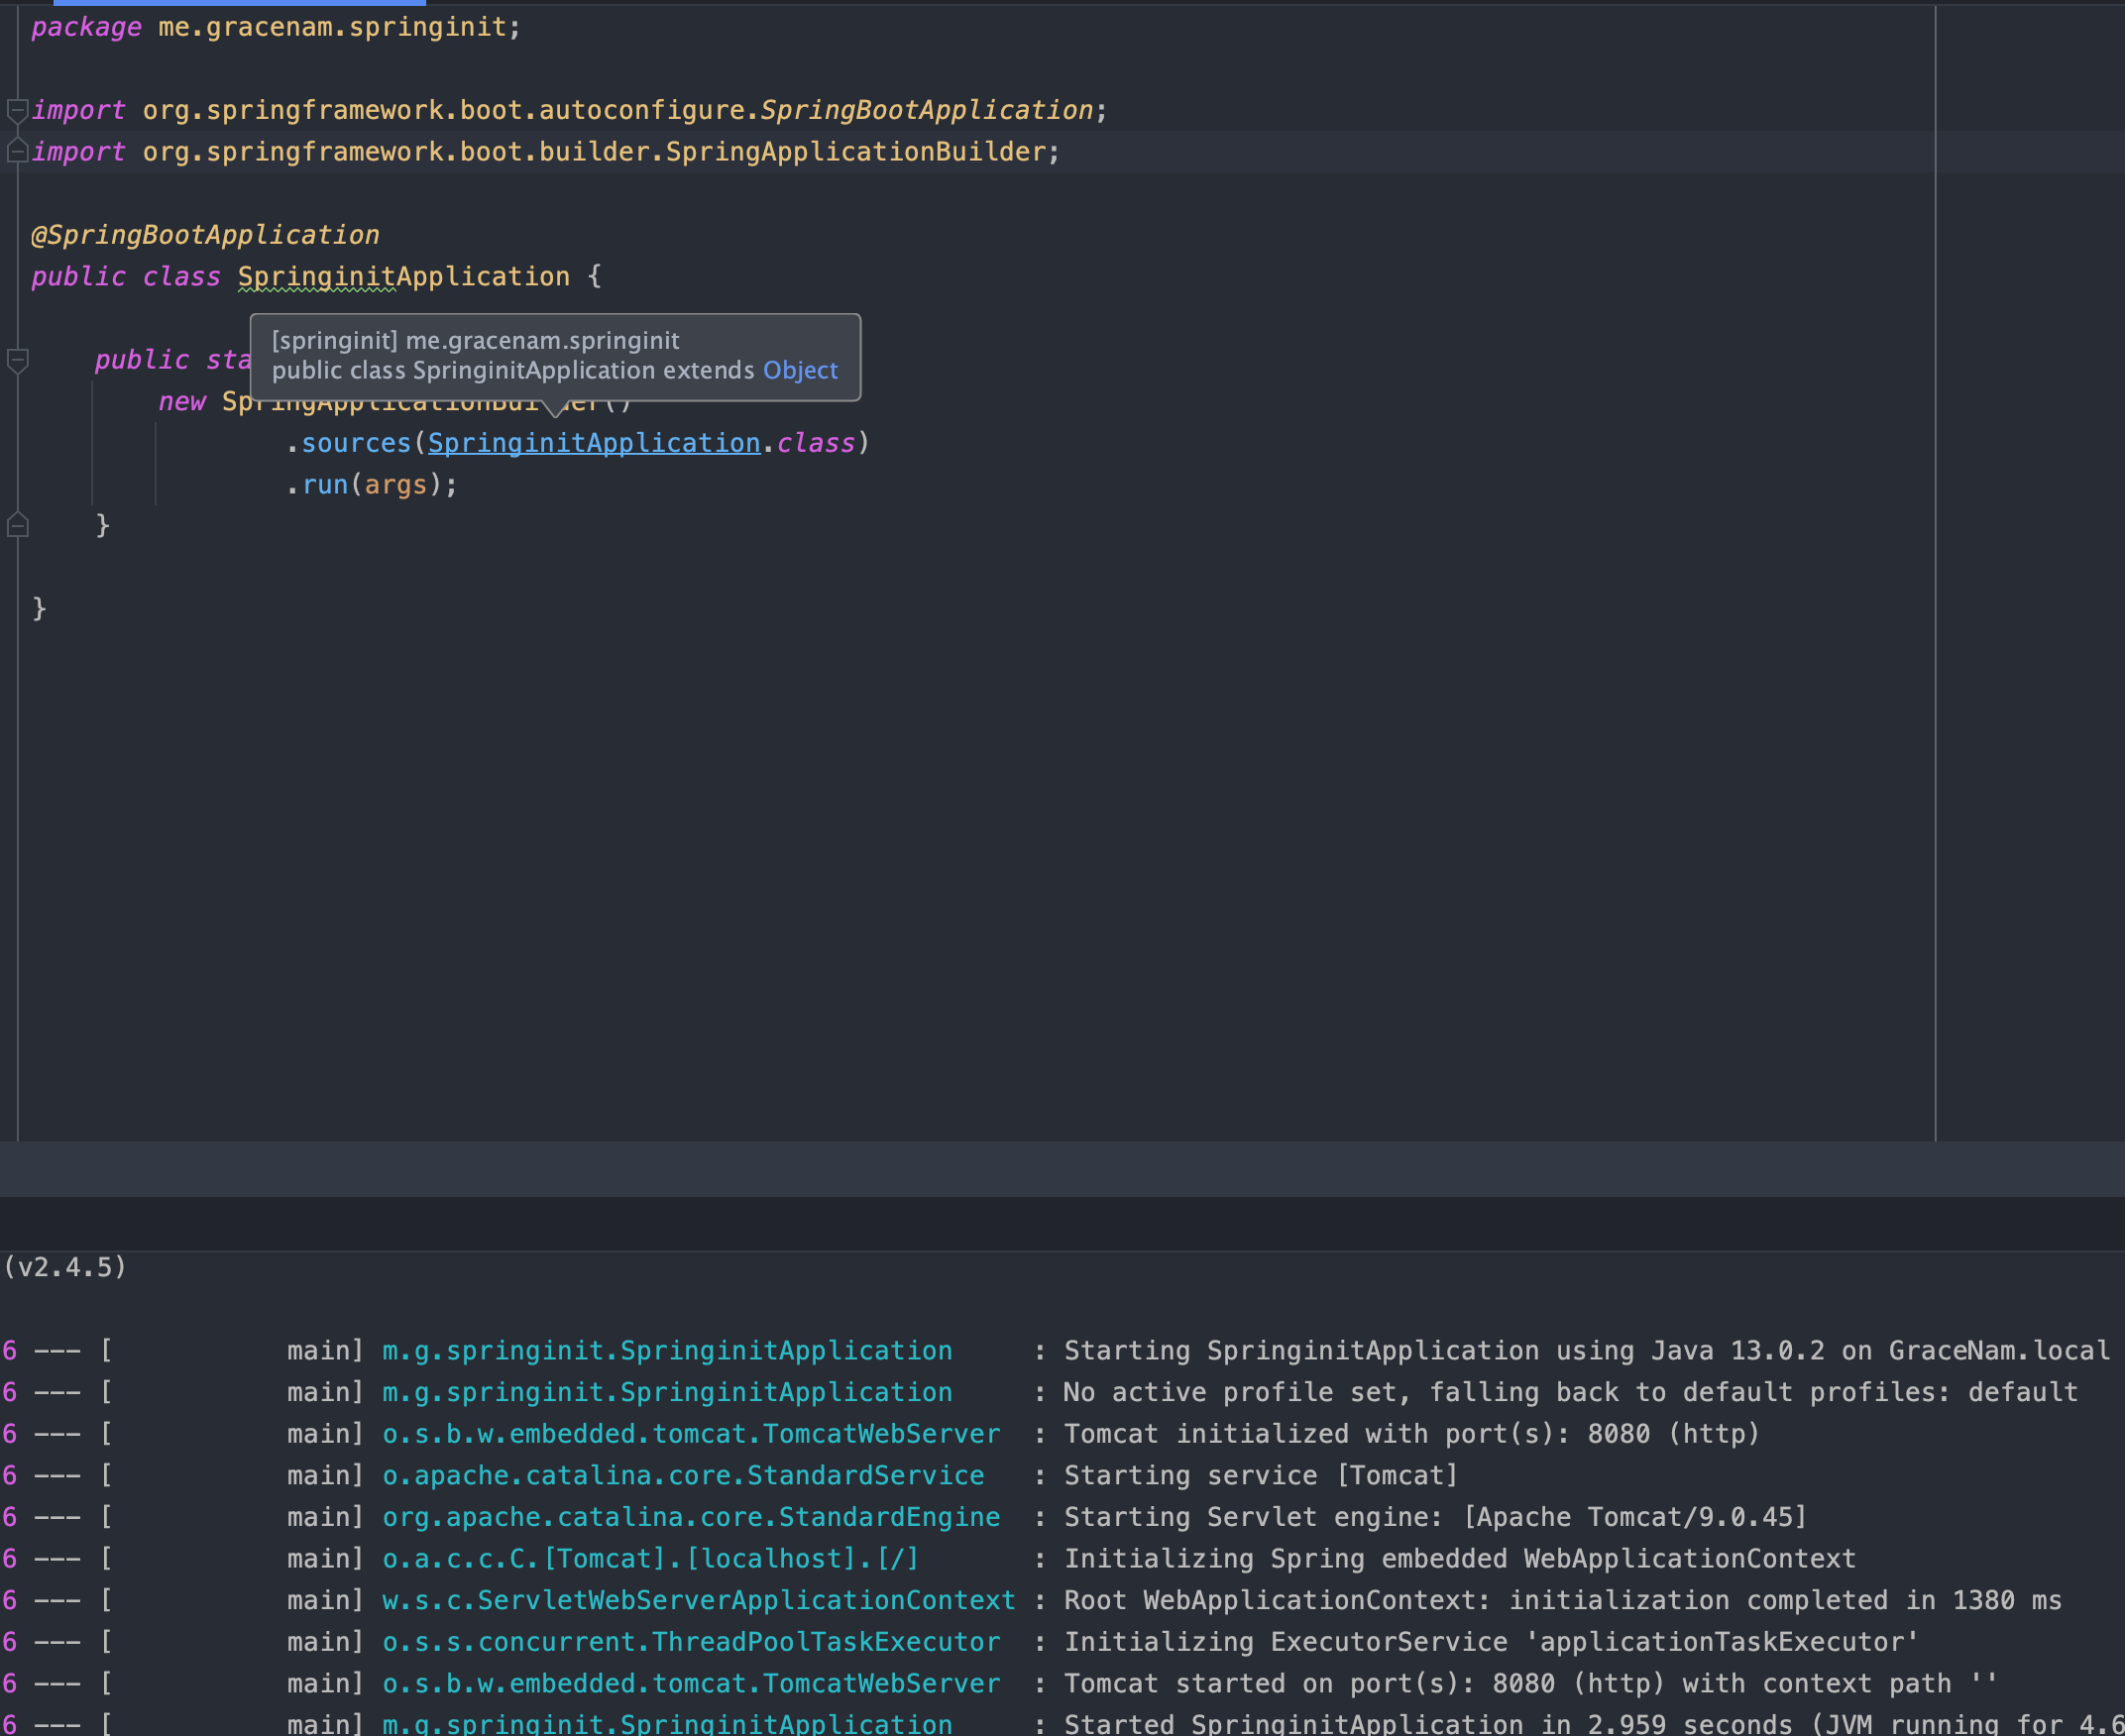 package me.gracenam.springinit;
import org.springframework.boot.autoconfigure.SpringBootApplication;
import org.springframework.boot.builder.SpringApplicationBuilder;
@SpringBootApplication
public class SpringinitApplication {
[springinit] me.gracenam.springinit
public class SpringinitApplication extends Object
public sta
new SpringApplicationBuilder()
.sources(SpringinitApplication.class)
.run(args);
}
}
(v2.4.5)
6 --- [           main] m.g.springinit.SpringinitApplication     : Starting SpringinitApplication using Java 13.0.2 on GraceNam.local
6 --- [           main] m.g.springinit.SpringinitApplication     : No active profile set, falling back to default profiles: default
6 --- [           main] o.s.b.w.embedded.tomcat.TomcatWebServer  : Tomcat initialized with port(s): 8080 (http)
6 --- [           main] o.apache.catalina.core.StandardService   : Starting service [Tomcat]
6 --- [           main] org.apache.catalina.core.StandardEngine  : Starting Servlet engine: [Apache Tomcat/9.0.45]
6 --- [           main] o.a.c.c.C.[Tomcat].[localhost].[/]       : Initializing Spring embedded WebApplicationContext
6 --- [           main] w.s.c.ServletWebServerApplicationContext : Root WebApplicationContext: initialization completed in 1380 ms
6 --- [           main] o.s.s.concurrent.ThreadPoolTaskExecutor  : Initializing ExecutorService 'applicationTaskExecutor'
6 --- [           main] o.s.b.w.embedded.tomcat.TomcatWebServer  : Tomcat started on port(s): 8080 (http) with context path ''
6 --- [           main] m.g.springinit.SpringinitApplication     : Started SpringinitApplication in 2.959 seconds (JVM running for 4.